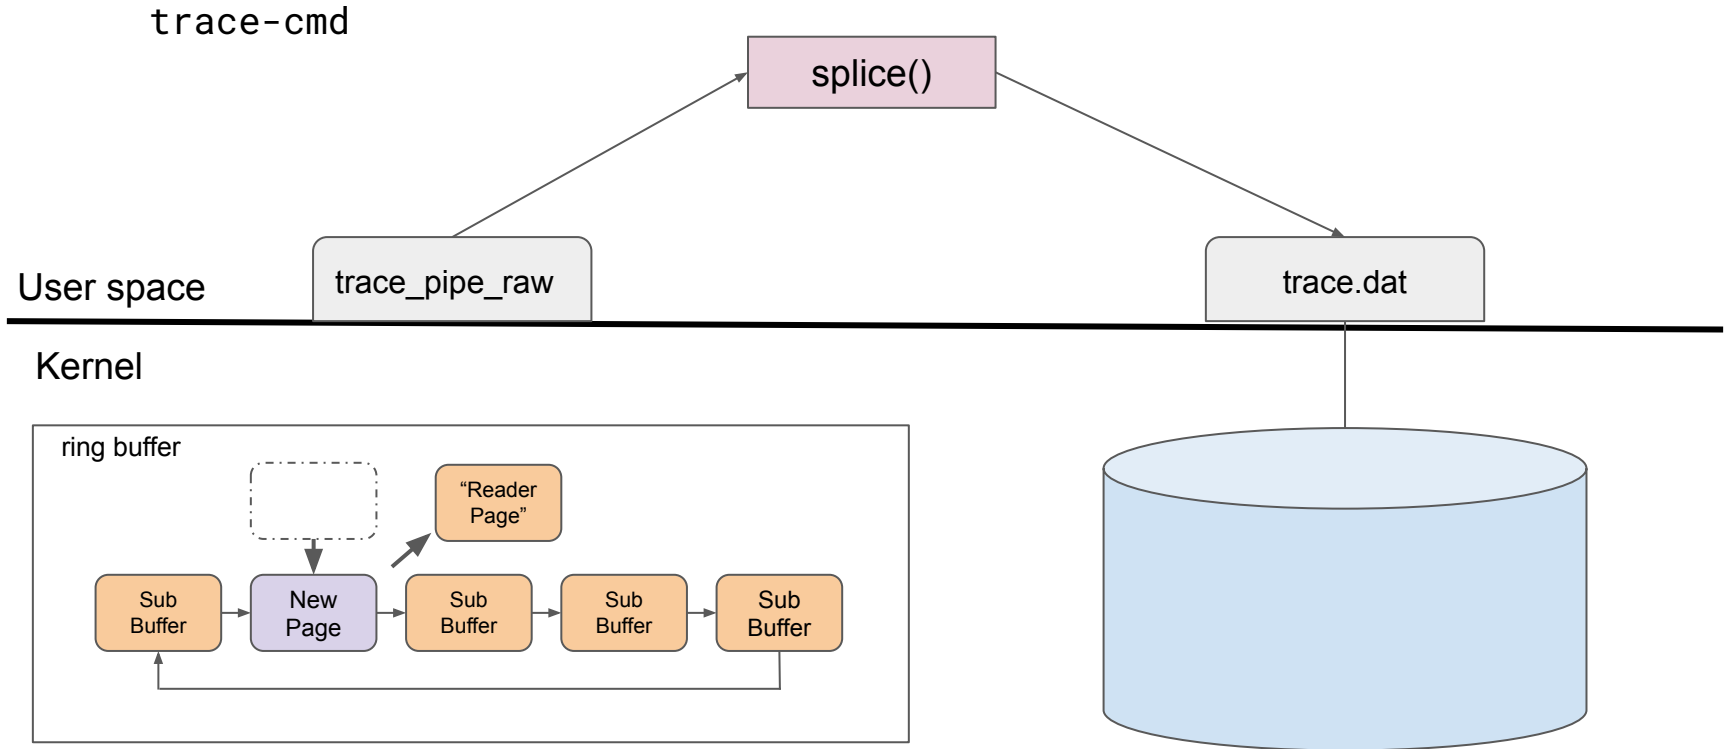 trace-cmd
splice()
trace_pipe_raw
trace.dat
User space
Kernel
ring buffer
“Reader
Page”
Sub
Buffer
New
Page
Sub
Buffer
Sub
Buffer
Sub
Buffer